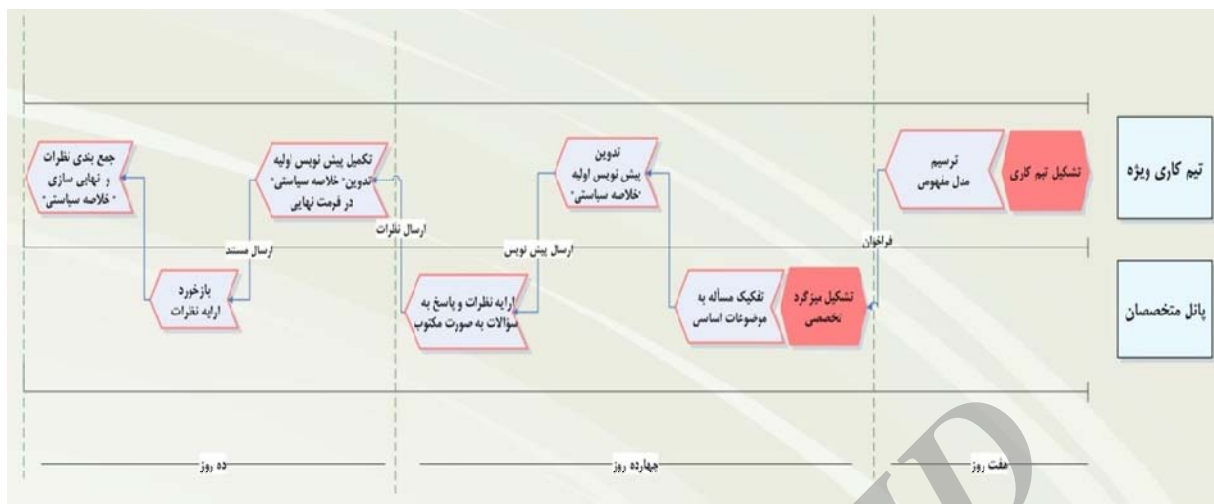 تیم کاری ویژه
تشکیل تیم کاری
ترسیم
مدل مفهومی
تدوین
پیش نویس اولیه
"خلاصه سیاستی"
تکمیل پیش نویس اولیه
تدوین" خلاصه سیاستی"
در فرمت نهایی
جمع بندی نظرات
و نهایی سازی
" خلاصه سیاستی"
فراخوان
ارسال پیش نویس
ارسال نظرات
ارسال مستند
پانل متخصصان
تشکیل میزگرد
تخصصی
تفکیک مسأله به
موضوعات اساسی
ارایه نظرات و پاسخ به
سؤالات به صورت مکتوب
بازخورد
ارایه نظرات
هفت روز
چهارده روز
ده روز